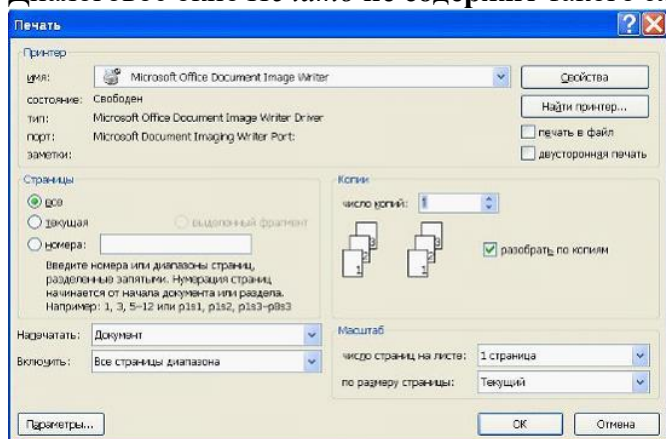 Печать
Принтер
имя: Microsoft Office Document Image Writer Свойства
состояние: Свободен Найти принтер...
тип: Microsoft Office Document Image Writer Driver
порт: Microsoft Document Imaging Writer Port: печать в файл
заметки: двусторонняя печать
Страницы
все
текущая выделенный фрагмент
номера:
Введите номера или диапазоны страниц,
разделенные запятыми. Нумерация страниц
начинается от начала документа или раздела.
Например: 1, 3, 5–12 или p1s1, p1s2, p1s3–p8s3
Копии
число копий: 1
разобрать по копиям
Напечатать: Документ
Включить: Все страницы диапазона
Масштаб
число страниц на листе: 1 страница
по размеру страницы: Текущий
Параметры... ОК Отмена